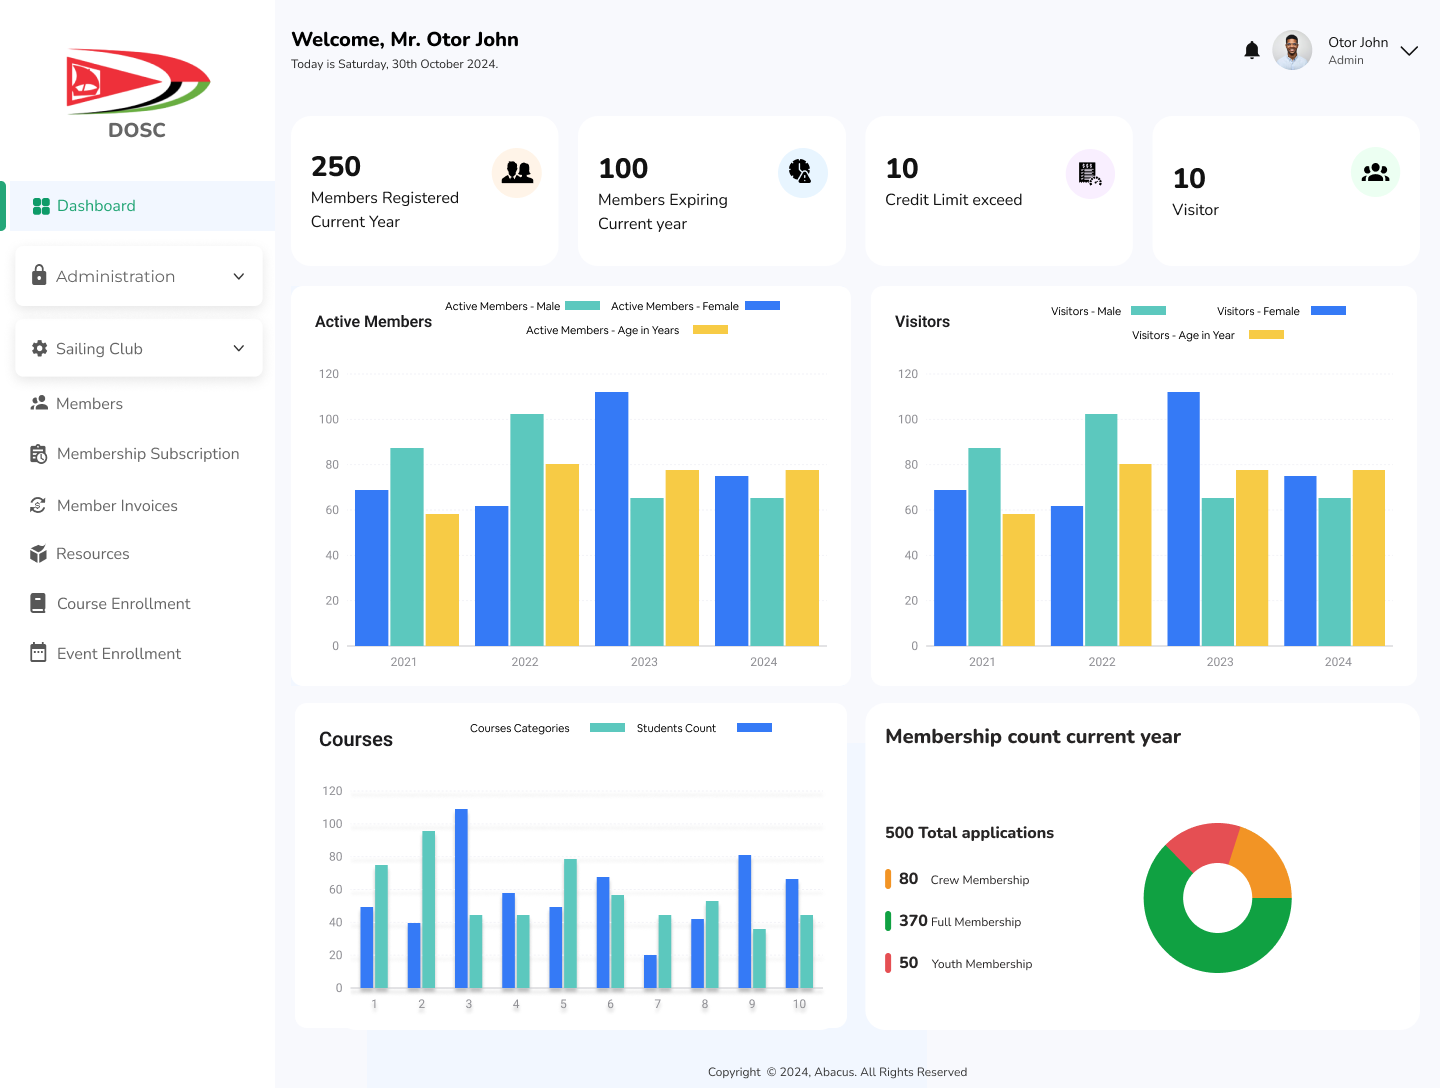 DOSC
Dashboard
Administration
Sailing Club
Members
Membership Subscription
Member Invoices
Resources
Course Enrollment
Event Enrollment
Welcome, Mr. Otor John
Today is Saturday, 30th October 2024.
Otor John
Admin
250
Members Registered
Current Year
100
Members Expiring
Current year
10
Credit Limit exceed
10
Visitor
Active Members
Active Members - Male
Active Members - Female
Active Members - Age in Years
120
100
80
60
40
20
0
2021 2022 2023 2024
Visitors
Visitors - Male
Visitors - Female
Visitors - Age in Year
120
100
80
60
40
20
0
2021 2022 2023 2024
Courses
Courses Categories
Students Count
120
100
80
60
40
20
0
1 2 3 4 5 6 7 8 9 10
Membership count current year
500 Total applications
80 Crew Membership
370 Full Membership
50 Youth Membership
Copyright © 2024, Abacus. All Rights Reserved